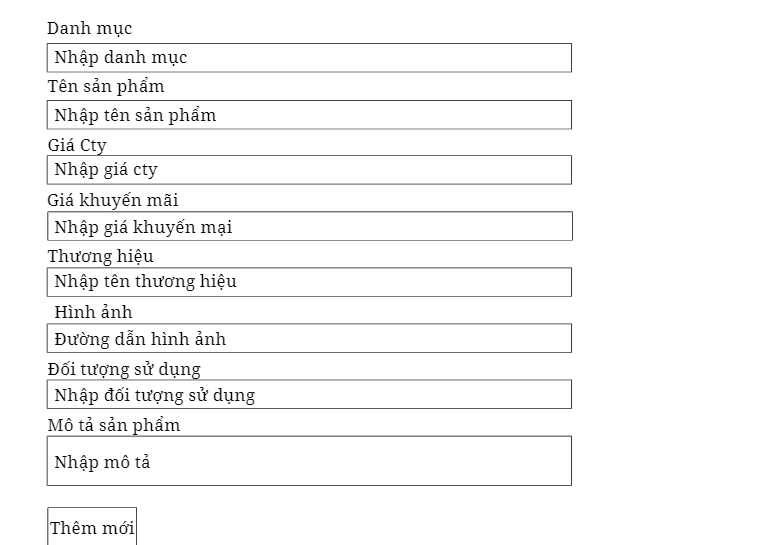 Danh mục
Nhập danh mục
Tên sản phẩm
Nhập tên sản phẩm
Giá Cty
Nhập giá cty
Giá khuyến mãi
Nhập giá khuyến mại
Thương hiệu
Nhập tên thương hiệu
Hình ảnh
Đường dẫn hình ảnh
Đối tượng sử dụng
Nhập đối tượng sử dụng
Mô tả sản phẩm
Nhập mô tả
Thêm mới